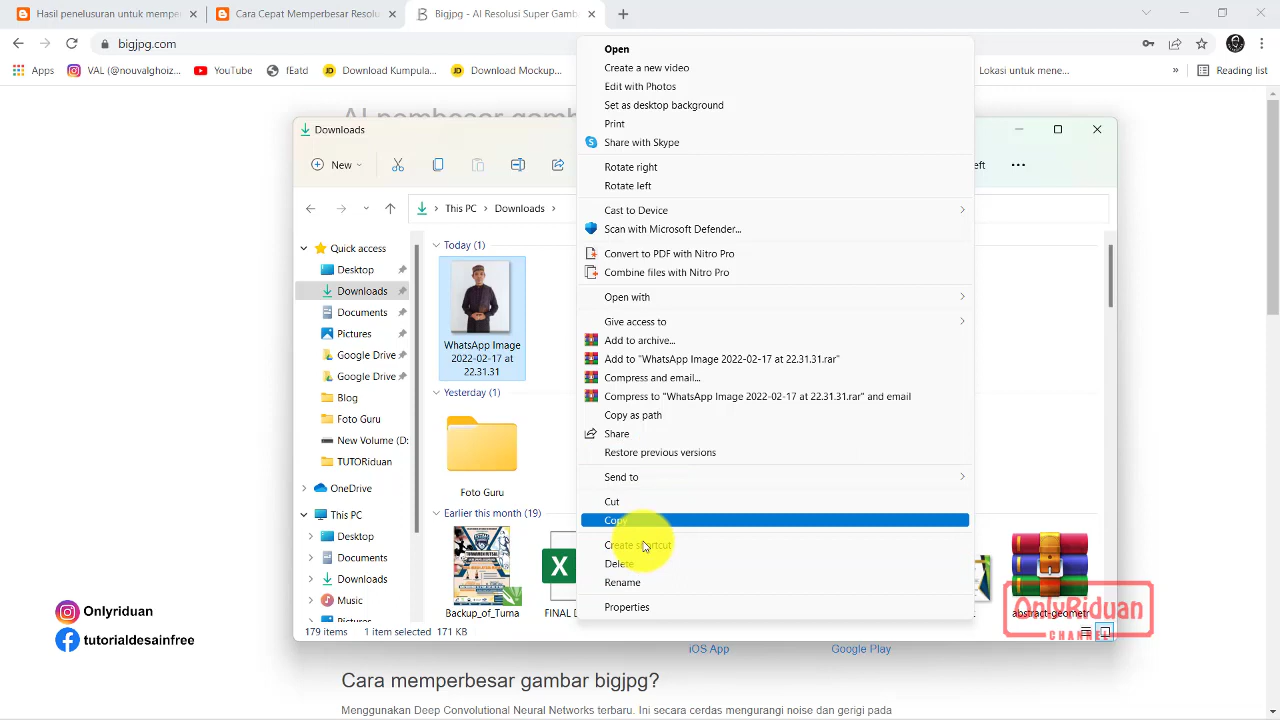 Hasil penelusuran untuk mempe
Cara Cepat Memperbesar Resolu
Bigjpg - AI Resolusi Super Gamb
bigjpg.com
Apps
VAL (@nouvalghoiz...
YouTube
fEatd
Download Kumpula...
Download Mockup...
Lokasi untuk mene...
»
Reading list
AI pembesar gamb
Downloads
New
eft
This PC > Downloads >
Quick access
Desktop
Downloads
Documents
Pictures
Google Drive
Google Drive
Blog
Foto Guru
New Volume (D:
TUTORiduan
OneDrive
This PC
Desktop
Documents
Downloads
Music
Today (1)
WhatsApp Image
2022-02-17 at
22.31.31
Yesterday (1)
Foto Guru
Earlier this month (19)
Backup_of_Turna
FINAL D
abstract-geometr
179 items
1 item selected
171 KB
Open
Create a new video
Edit with Photos
Set as desktop background
Print
Share with Skype
Rotate right
Rotate left
Cast to Device
Scan with Microsoft Defender...
Convert to PDF with Nitro Pro
Combine files with Nitro Pro
Open with
Give access to
Add to archive...
Add to "WhatsApp Image 2022-02-17 at 22.31.31.rar"
Compress and email...
Compress to "WhatsApp Image 2022-02-17 at 22.31.31.rar" and email
Copy as path
Share
Restore previous versions
Send to
Cut
Copy
Create shortcut
Delete
Rename
Properties
Onlyriduan
tutorialdesainfree
Riduan
CHANNEL
iOS App
Google Play
Cara memperbesar gambar bigjpg?
Menggunakan Deep Convolutional Neural Networks terbaru. Ini secara cerdas mengurangi noise dan gerigi pada